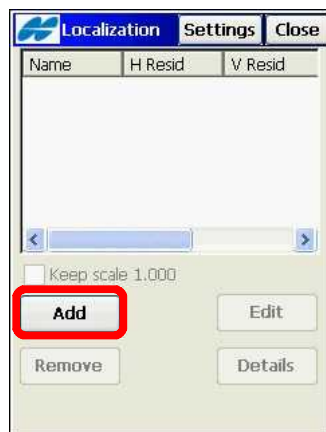 Localization Settings Close
Name H Resid V Resid
Keep scale 1.000
Add Edit
Remove Details